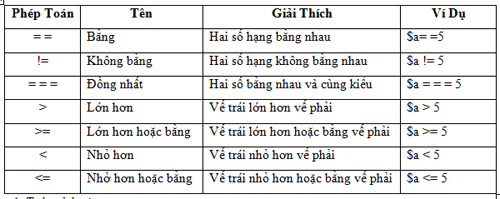 Phép Toán Tên Giải Thích Ví Dụ
= = Bằng Hai số hạng bằng nhau $a= =5
!= Không bằng Hai số hạng không bằng nhau $a != 5
= = = Đồng nhất Hai số bằng nhau và cùng kiểu $a = = = 5
> Lớn hơn Vế trái lớn hơn vế phải $a > 5
>= Lớn hơn hoặc bằng Vế trái lớn hơn hoặc bằng vế phải $a >= 5
< Nhỏ hơn Vế trái nhỏ hơn vế phải $a < 5
<= Nhở hơn hoặc bằng Vế trái nhỏ hơn hoặc bằng vế phải $a <= 5